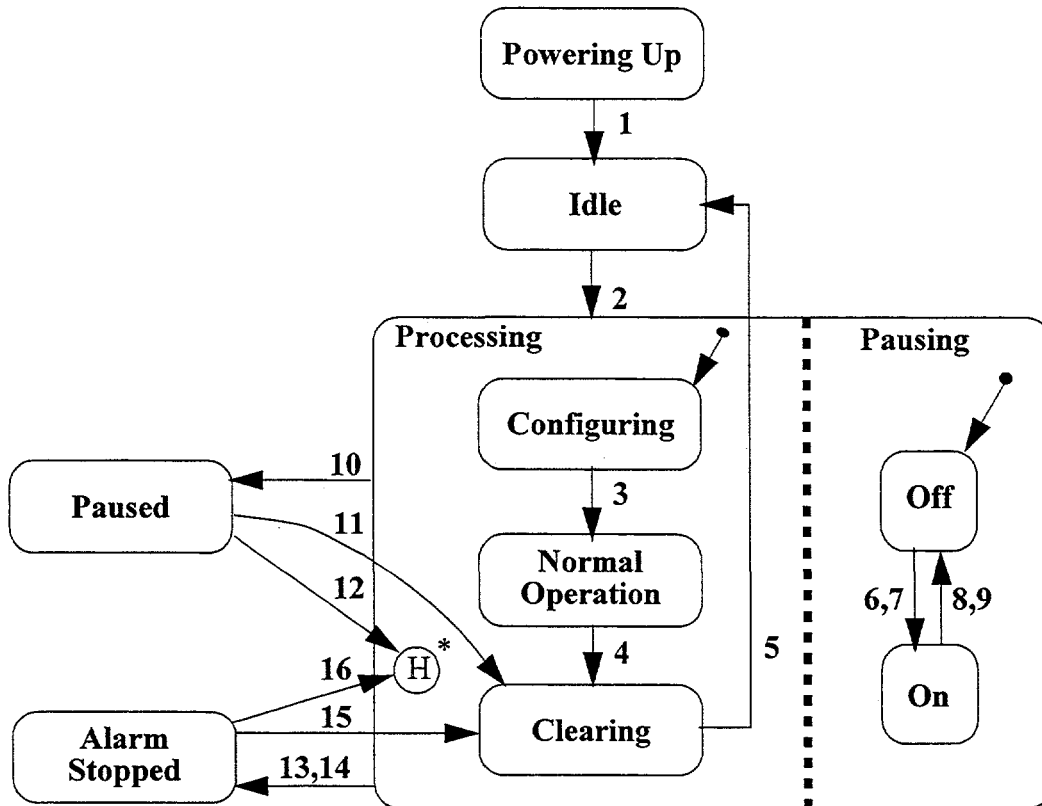 Powering Up
1
Idle
2
Processing
Pausing
Configuring
10
Paused
3
Off
11
Normal
Operation
12
6,7
8,9
*
H
4
5
16
15
On
Clearing
Alarm
Stopped
13,14